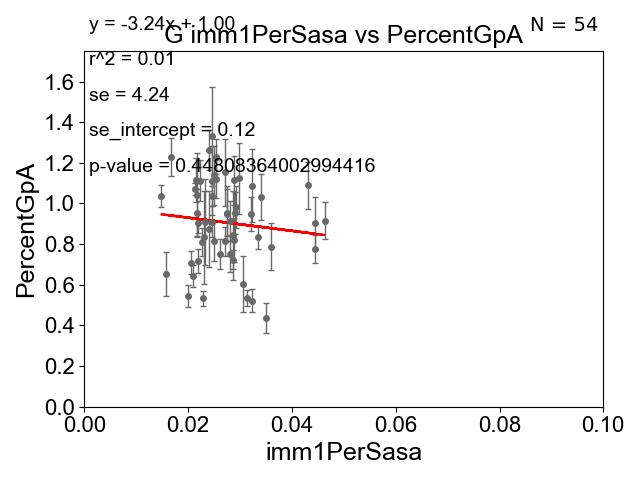 y = -3.24x + 1.00
G imm1PerSasa vs PercentGpA
N = 54
r^2 = 0.01
se = 4.24
se_intercept = 0.12
p-value = 0.44808364002994416
1.6
1.4
1.2
1.0
0.8
0.6
0.4
0.2
0.0
PercentGpA
0.00 0.02 0.04 0.06 0.08 0.10
imm1PerSasa